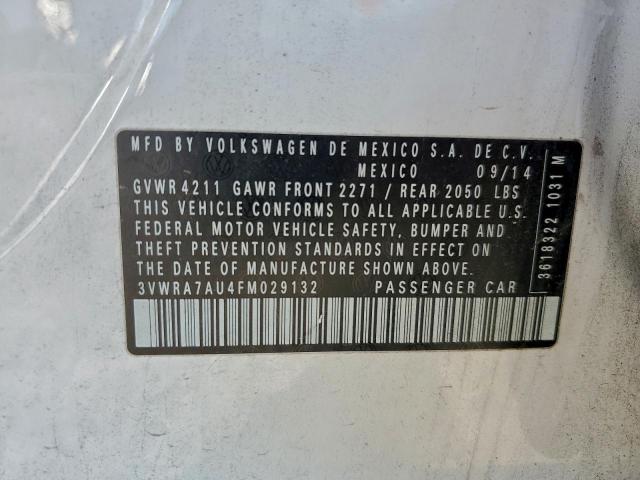 MFD BY VOLKSWAGEN DE MEXICO S.A. DE C.V.
MEXICO 09/14
GVWR 4211 GAWR FRONT 2271 / REAR 2050 LBS
THIS VEHICLE CONFORMS TO ALL APPLICABLE U.S.
FEDERAL MOTOR VEHICLE SAFETY, BUMPER AND
THEFT PREVENTION STANDARDS IN EFFECT ON
THE DATE OF MANUFACTURE SHOWN ABOVE.
3VWRA7AU4FM029132 PASSENGER CAR
3618322 1031 M